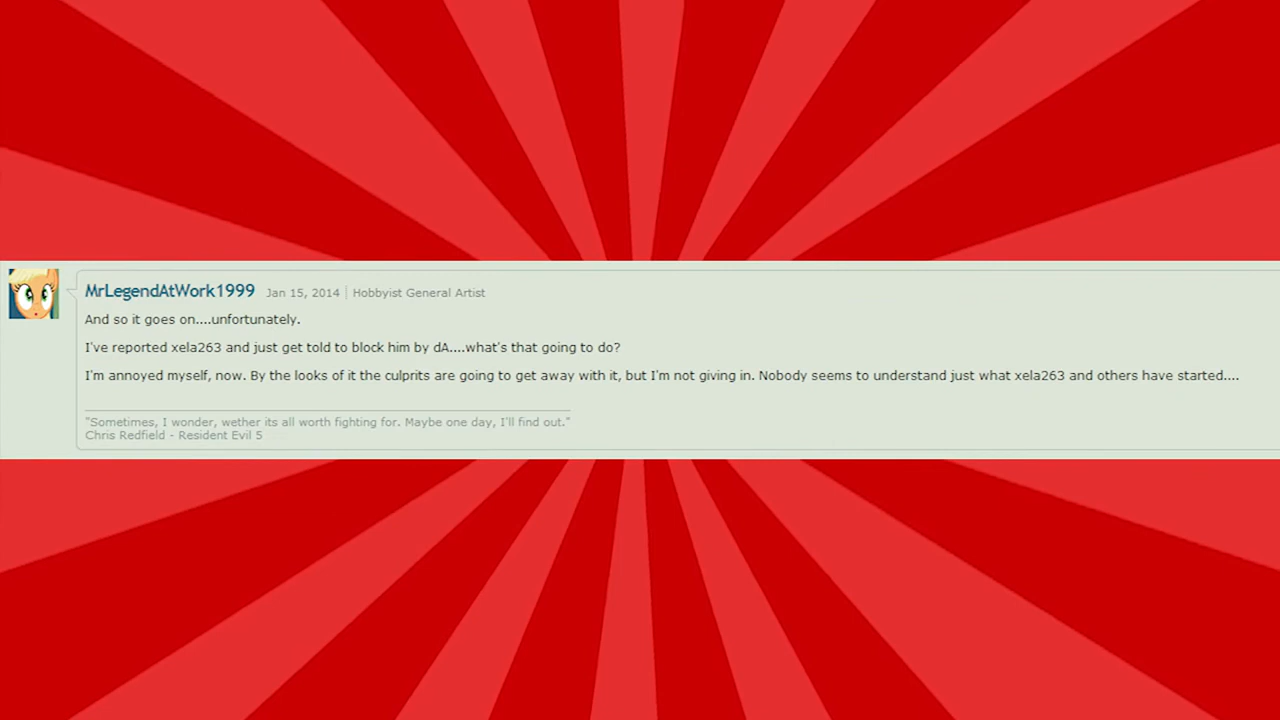 MrLegendAtWork1999 Jan 15, 2014 | Hobbyist General Artist
And so it goes on....unfortunately.
I've reported xela263 and just get told to block him by dA....what's that going to do?
I'm annoyed myself, now. By the looks of it the culprits are going to get away with it, but I'm not giving in. Nobody seems to understand just what xela263 and others have started....
"Sometimes, I wonder, wether its all worth fighting for. Maybe one day, I'll find out."
Chris Redfield - Resident Evil 5